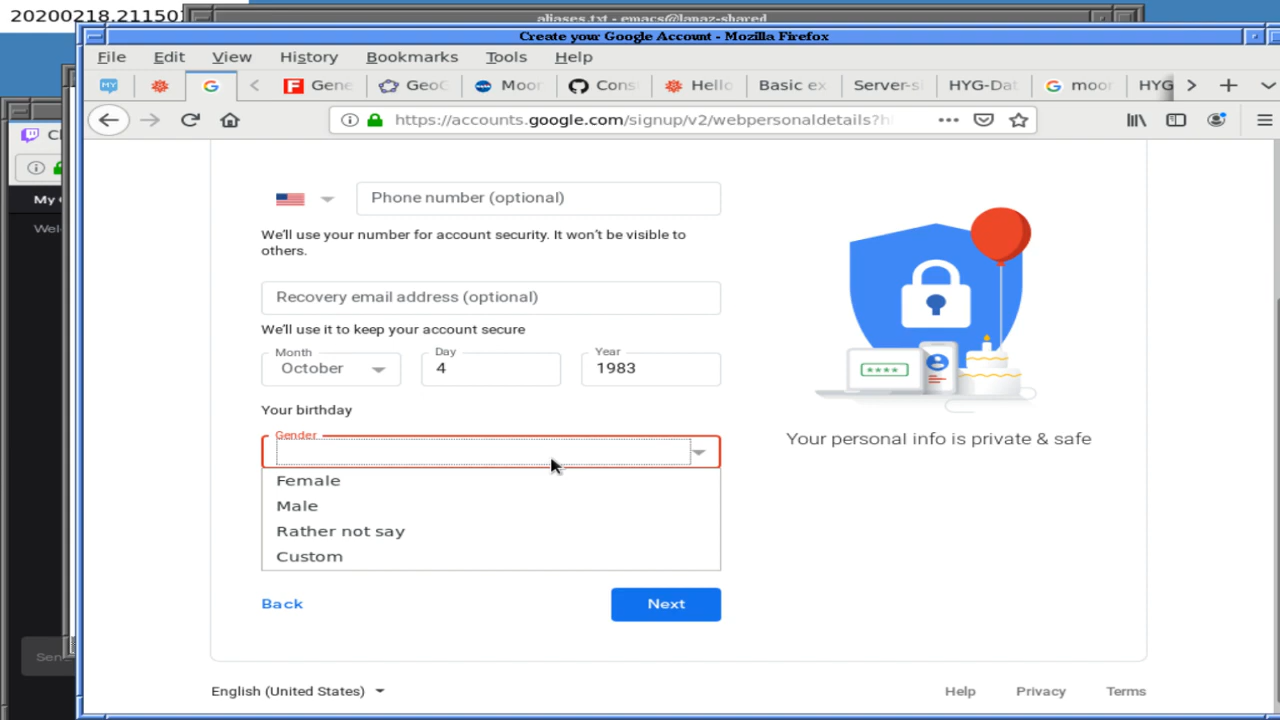 20200218.211501
aliases.txt - emacs@lanaz-shared
Create your Google Account - Mozilla Firefox
File Edit View History Bookmarks Tools Help
Gene GeoG Moor Cons Hello Basic ex Server-si HYG-Dat moor HYG
https://accounts.google.com/signup/v2/webpersonaldetails?h
My
Wel
Phone number (optional)
We'll use your number for account security. It won't be visible to
others.
Recovery email address (optional)
We'll use it to keep your account secure
Month Day Year
October 4 1983
Your birthday
Gender
Female
Male
Rather not say
Custom
Your personal info is private & safe
Back Next
Sen
English (United States) Help Privacy Terms